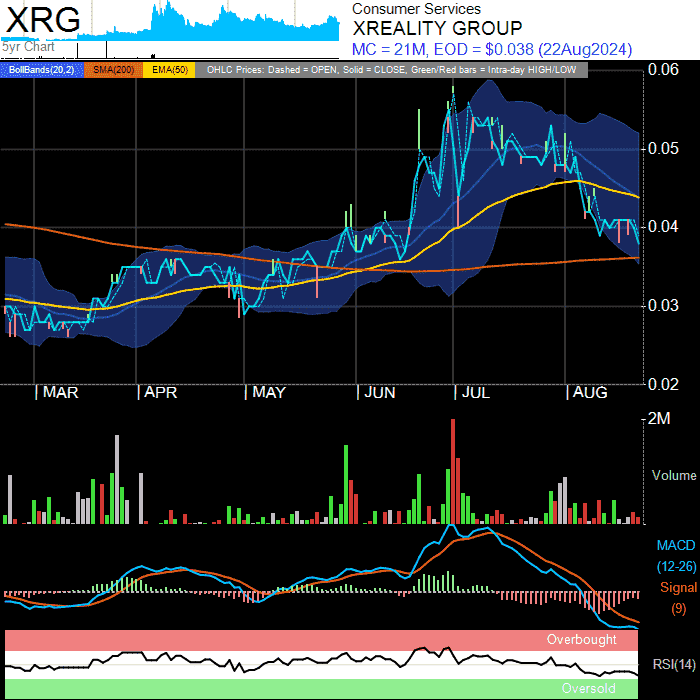 XRG
5yr Chart
Consumer Services
XREALITY GROUP
MC = 21M, EOD = $0.038 (22Aug2024)
BollBands(20,2) SMA(200) EMA(50) OHLC Prices: Dashed = OPEN, Solid = CLOSE, Green/Red bars = Intra-day HIGH/LOW
0.06
0.05
0.04
0.03
0.02
| MAR | APR | MAY | JUN | JUL | AUG
2M
Volume
MACD
(12-26)
Signal
(9)
Overbought
RSI(14)
Oversold